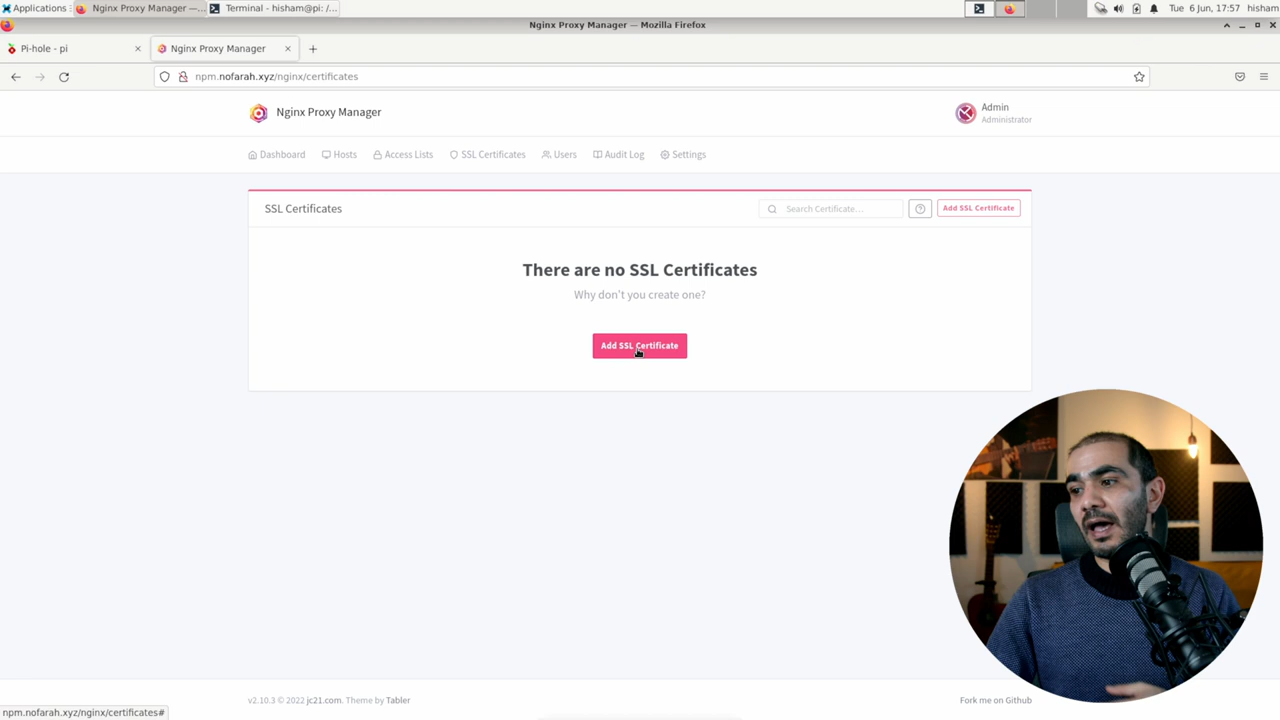 Applications
Nginx Proxy Manager —...
Terminal - hisham@pi: /...
Tue 6 Jun, 17:57
hisham
Nginx Proxy Manager — Mozilla Firefox
Pi-hole - pi
Nginx Proxy Manager
npm.nofarah.xyz/nginx/certificates
Nginx Proxy Manager
Admin
Administrator
Dashboard
Hosts
Access Lists
SSL Certificates
Users
Audit Log
Settings
SSL Certificates
Search Certificate...
Add SSL Certificate
There are no SSL Certificates
Why don't you create one?
Add SSL Certificate
v2.10.3 © 2022 jc21.com. Theme by Tabler
Fork me on Github
npm.nofarah.xyz/nginx/certificates#